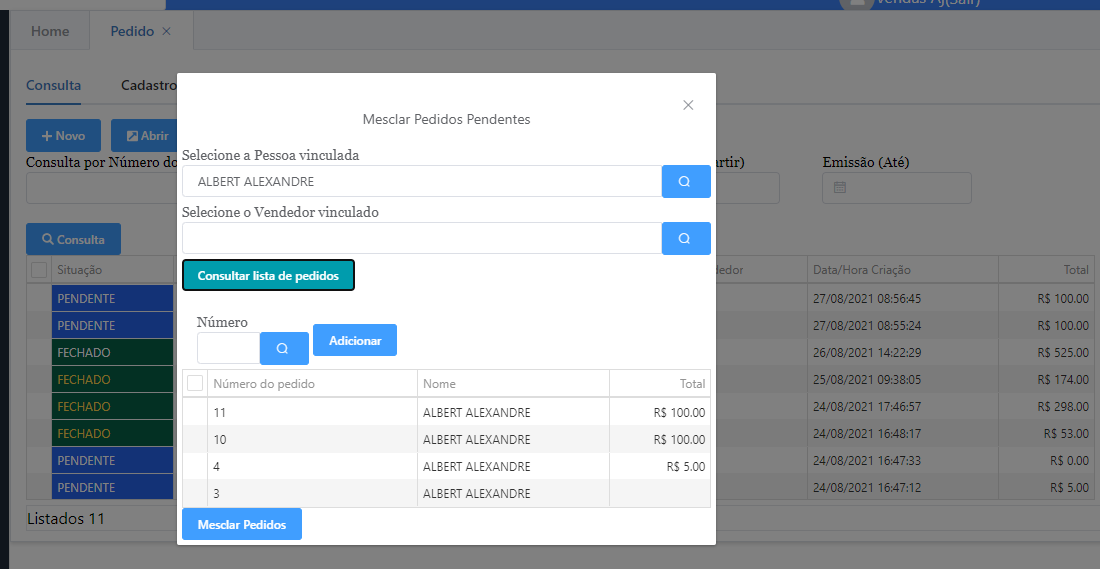 Vendas AJ(Sair)
Home Pedido
Consulta Cadastro
Novo Abrir
Consulta por Número do
Emissão (Até)
Consulta
Situação Data/Hora Criação Total
PENDENTE 27/08/2021 08:56:45 R$ 100.00
PENDENTE 27/08/2021 08:55:24 R$ 100.00
FECHADO 26/08/2021 14:22:29 R$ 525.00
FECHADO 25/08/2021 09:38:05 R$ 174.00
FECHADO 24/08/2021 17:46:57 R$ 298.00
FECHADO 24/08/2021 16:48:17 R$ 53.00
PENDENTE 24/08/2021 16:47:33 R$ 0.00
PENDENTE 24/08/2021 16:47:12 R$ 5.00
Listados 11
Mesclar Pedidos Pendentes
Selecione a Pessoa vinculada
ALBERT ALEXANDRE
Selecione o Vendedor vinculado
Consultar lista de pedidos
Número
Adicionar
Número do pedido Nome Total
11 ALBERT ALEXANDRE R$ 100.00
10 ALBERT ALEXANDRE R$ 100.00
4 ALBERT ALEXANDRE R$ 5.00
3 ALBERT ALEXANDRE
Mesclar Pedidos